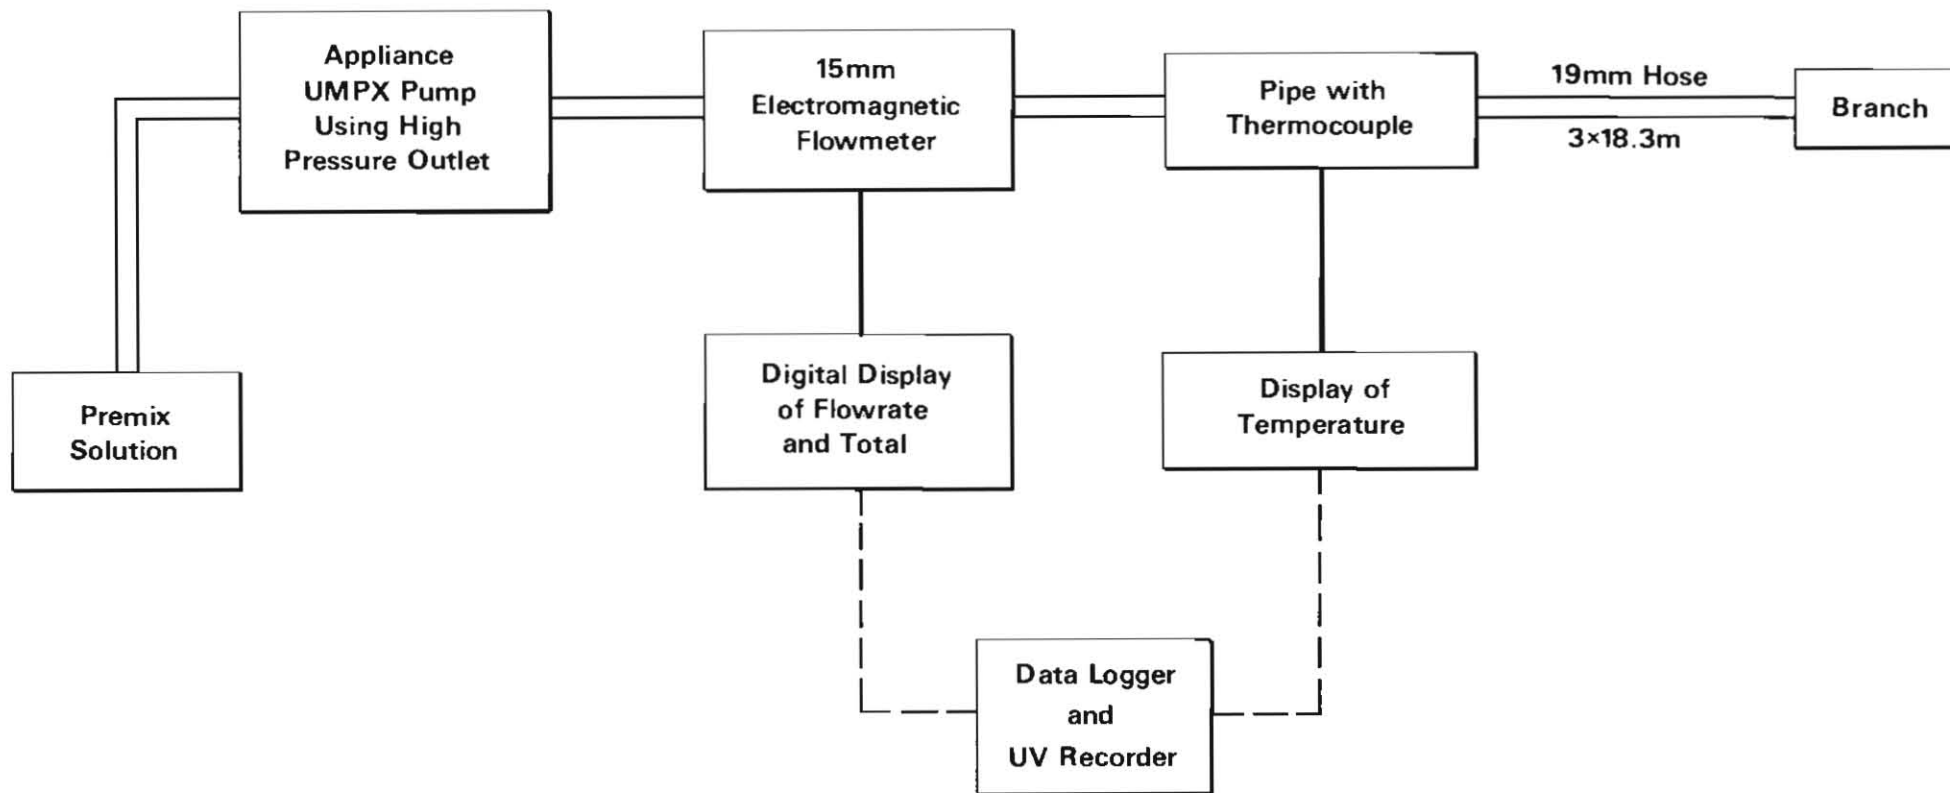 Appliance
UMPX Pump
Using High
Pressure Outlet
15mm
Electromagnetic
Flowmeter
Pipe with
Thermocouple
19mm Hose
3×18.3m
Branch
Premix
Solution
Digital Display
of Flowrate
and Total
Display of
Temperature
Data Logger
and
UV Recorder